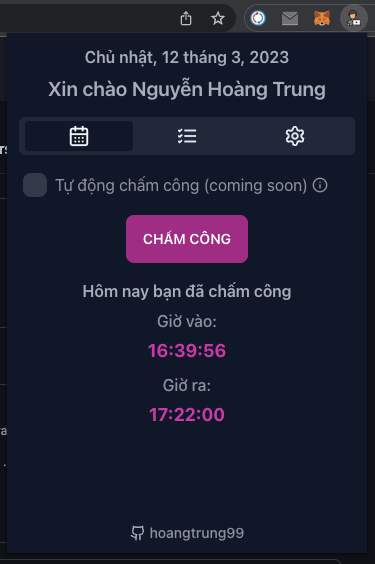 Chủ nhật, 12 tháng 3, 2023
Xin chào Nguyễn Hoàng Trung
Tự động chấm công (coming soon)
CHẤM CÔNG
Hôm nay bạn đã chấm công
Giờ vào:
16:39:56
Giờ ra:
17:22:00
hoangtrung99